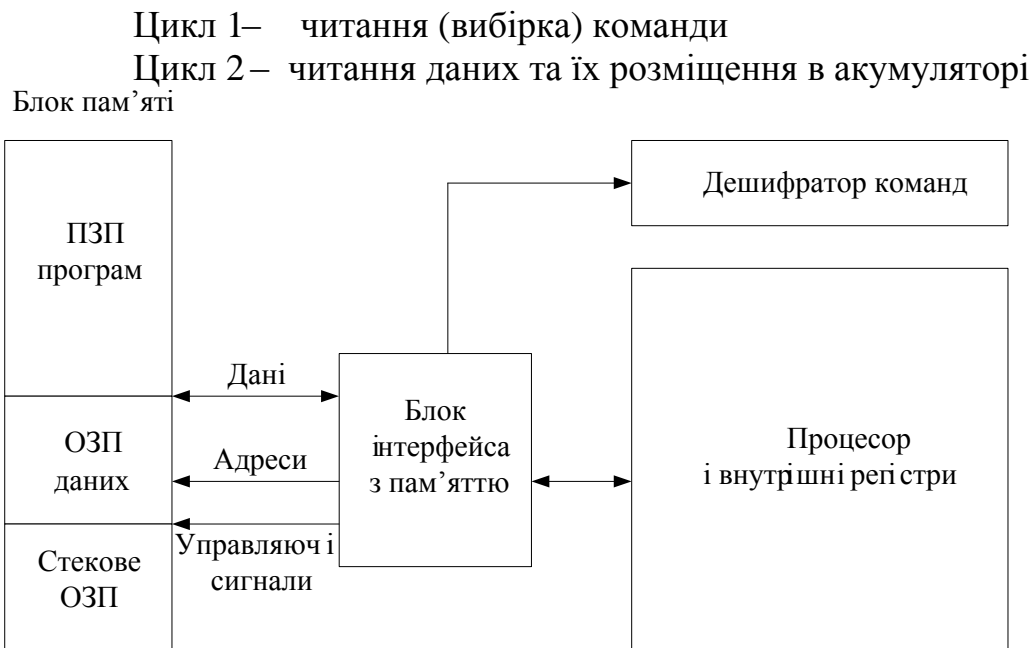 Цикл 1– читання (вибірка) команди
Цикл 2 – читання даних та їх розміщення в акумуляторі
Блок пам’яті
ПЗП
програм
ОЗП
даних
Стекове
ОЗП
Дані
Адреси
Управляючі
сигнали
Блок
інтерфейса
з пам’яттю
Дешифратор команд
Процесор
і внутрішні регістри